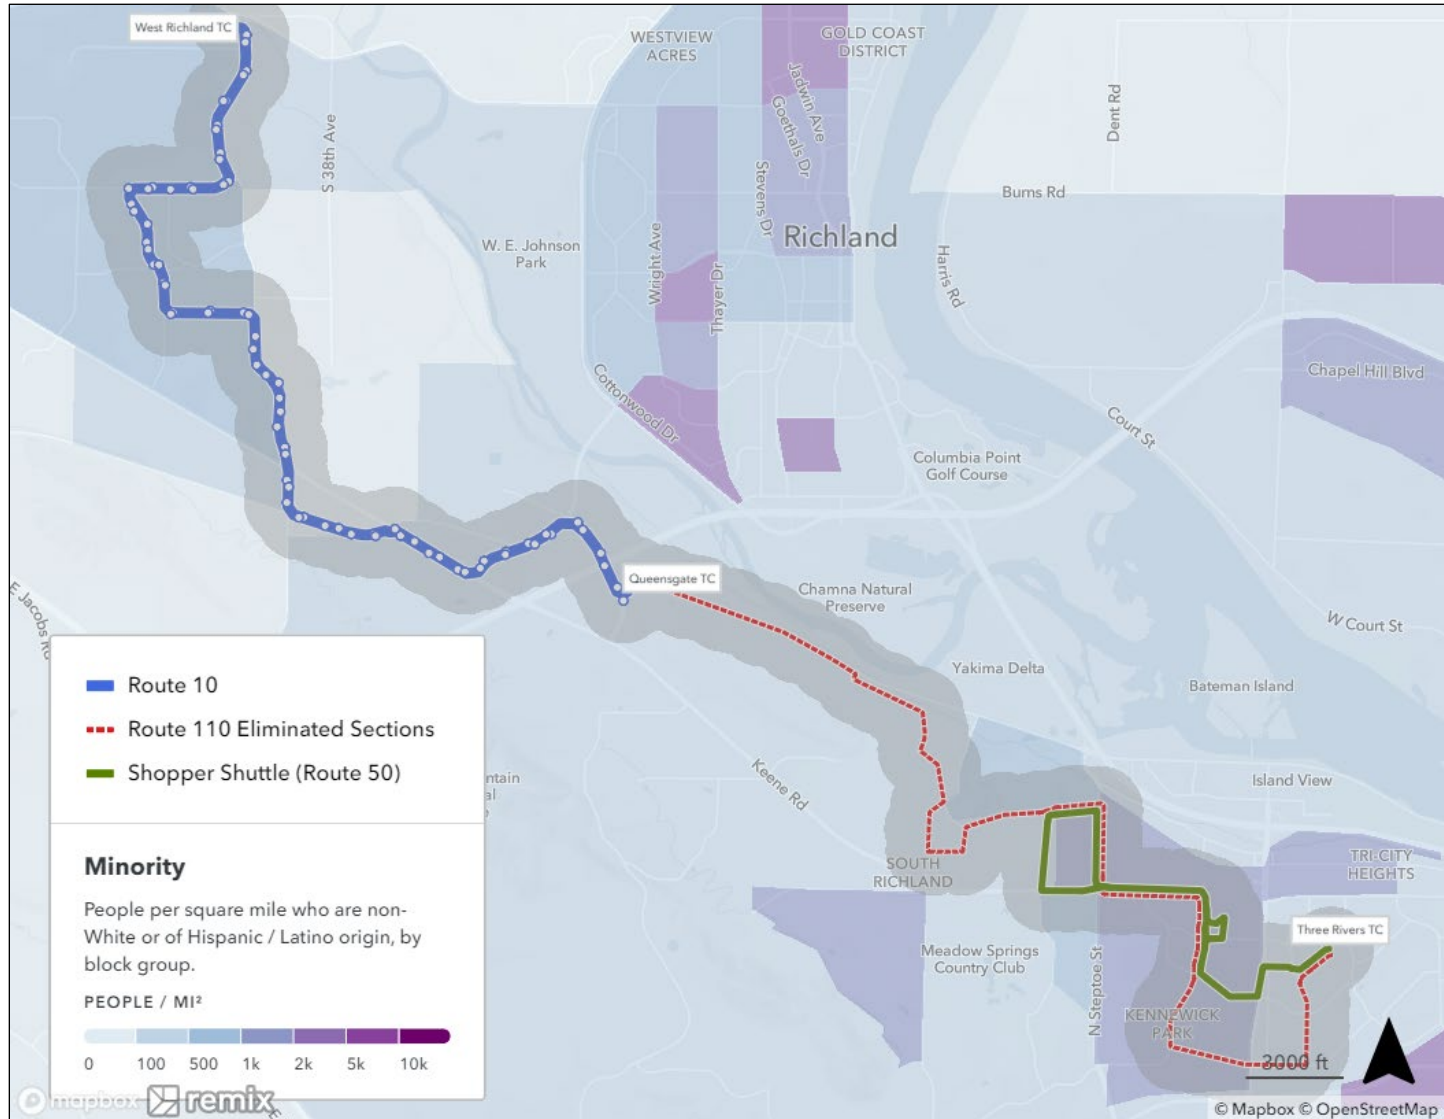 West Richland TC
WESTVIEW
ACRES
GOLD COAST
DISTRICT
Jadwin Ave
Goethals Dr
Dent Rd
S 38th Ave
Stevens Dr
Burns Rd
W. E. Johnson
Park
Wright Ave
Richland
Harris Rd
Thayer Dr
Chapel Hill Blvd
Cottonwood Dr
Court St
Columbia Point
Golf Course
Queensgate TC
Chamna Natural
Preserve
E Jacobs Rd
W Court St
Yakima Delta
Bateman Island
Keene Rd
Island View
SOUTH
RICHLAND
TRI-CITY
HEIGHTS
Meadow Springs
Country Club
Three Rivers TC
N Steptoe St
KENNEWICK
PARK
Route 10
Route 110 Eliminated Sections
Shopper Shuttle (Route 50)
ntain
al
Minority
People per square mile who are non-
White or of Hispanic / Latino origin, by
block group.
PEOPLE / MI²
0 100 500 1k 2k 5k 10k
mapbox remix
E
3000 ft
© Mapbox © OpenStreetMap